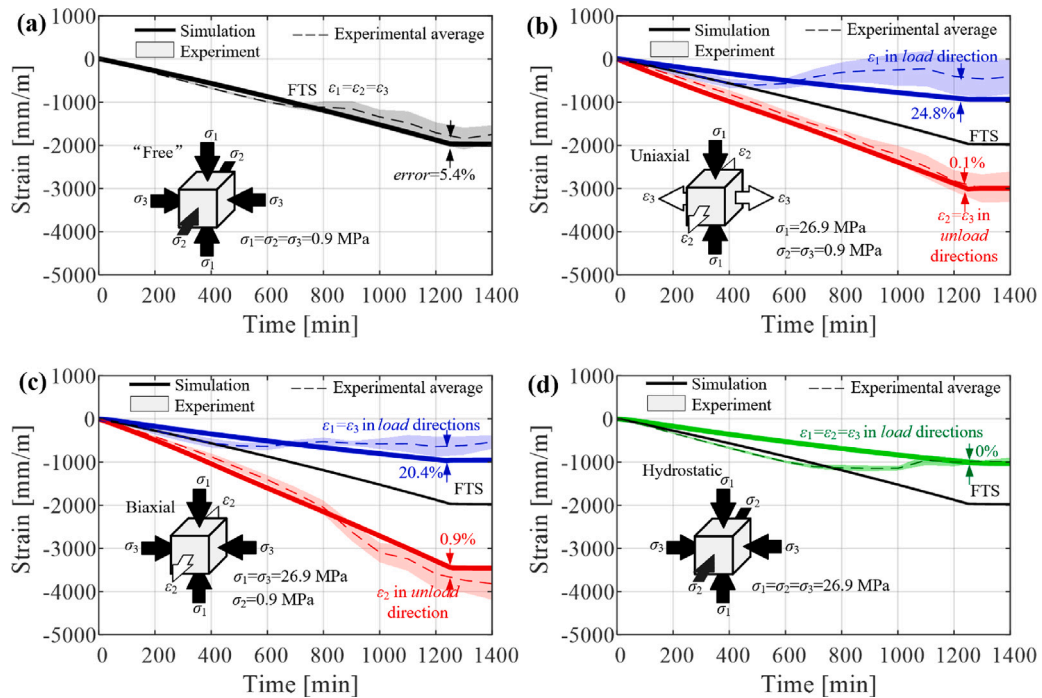 (a)
1000
0
-1000
-2000
-3000
-4000
-5000
Strain [mm/m]
Simulation
Experimental average
Experiment
FTS
ε1=ε2=ε3
"Free"
σ1
σ2
σ3
σ3
σ2
σ1
error=5.4%
σ1=σ2=σ3=0.9 MPa
0 200 400 600 800 1000 1200 1400
Time [min]
(b)
1000
0
-1000
-2000
-3000
-4000
-5000
Strain [mm/m]
Simulation
Experimental average
Experiment
ε1 in load direction
24.8%
FTS
Uniaxial
σ1
ε2
ε3
ε3
ε2
σ1
0.1%
σ1=26.9 MPa
σ2=σ3=0.9 MPa
ε2=ε3 in
unload
directions
0 200 400 600 800 1000 1200 1400
Time [min]
(c)
1000
0
-1000
-2000
-3000
-4000
-5000
Strain [mm/m]
Simulation
Experimental average
Experiment
ε1=ε3 in load directions
20.4%
FTS
Biaxial
σ1
ε2
σ3
σ3
ε2
σ1
0.9%
σ1=σ3=26.9 MPa
σ2=0.9 MPa
ε2 in unload
direction
0 200 400 600 800 1000 1200 1400
Time [min]
(d)
1000
0
-1000
-2000
-3000
-4000
-5000
Strain [mm/m]
Simulation
Experimental average
Experiment
ε1=ε2=ε3 in load directions
0%
FTS
Hydrostatic
σ1
σ2
σ3
σ3
σ2
σ1
σ1=σ2=σ3=26.9 MPa
0 200 400 600 800 1000 1200 1400
Time [min]